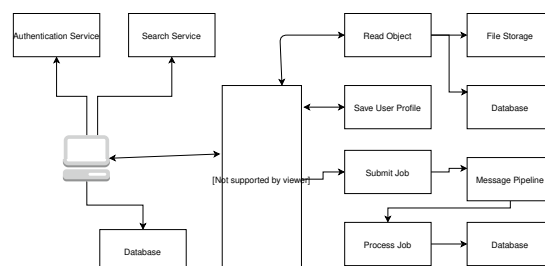 Authentication Service
Search Service
Read Object
File Storage
Save User Profile
Database
[Not supported by viewer]
Submit Job
Message Pipeline
Database
Process Job
Database